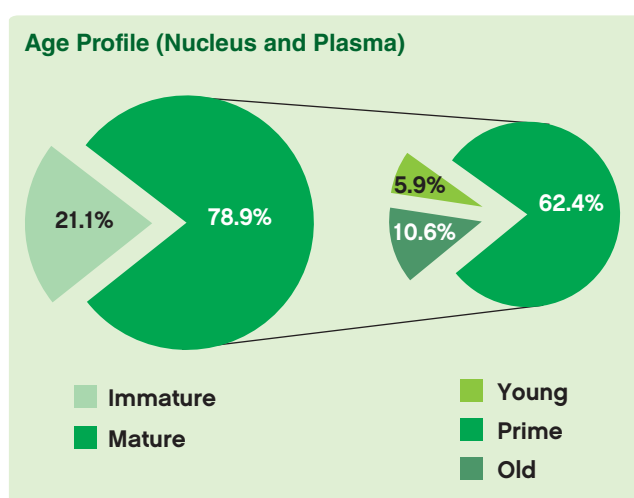 Age Profile (Nucleus and Plasma)
21.1%
78.9%
5.9%
10.6%
62.4%
Immature
Mature
Young
Prime
Old